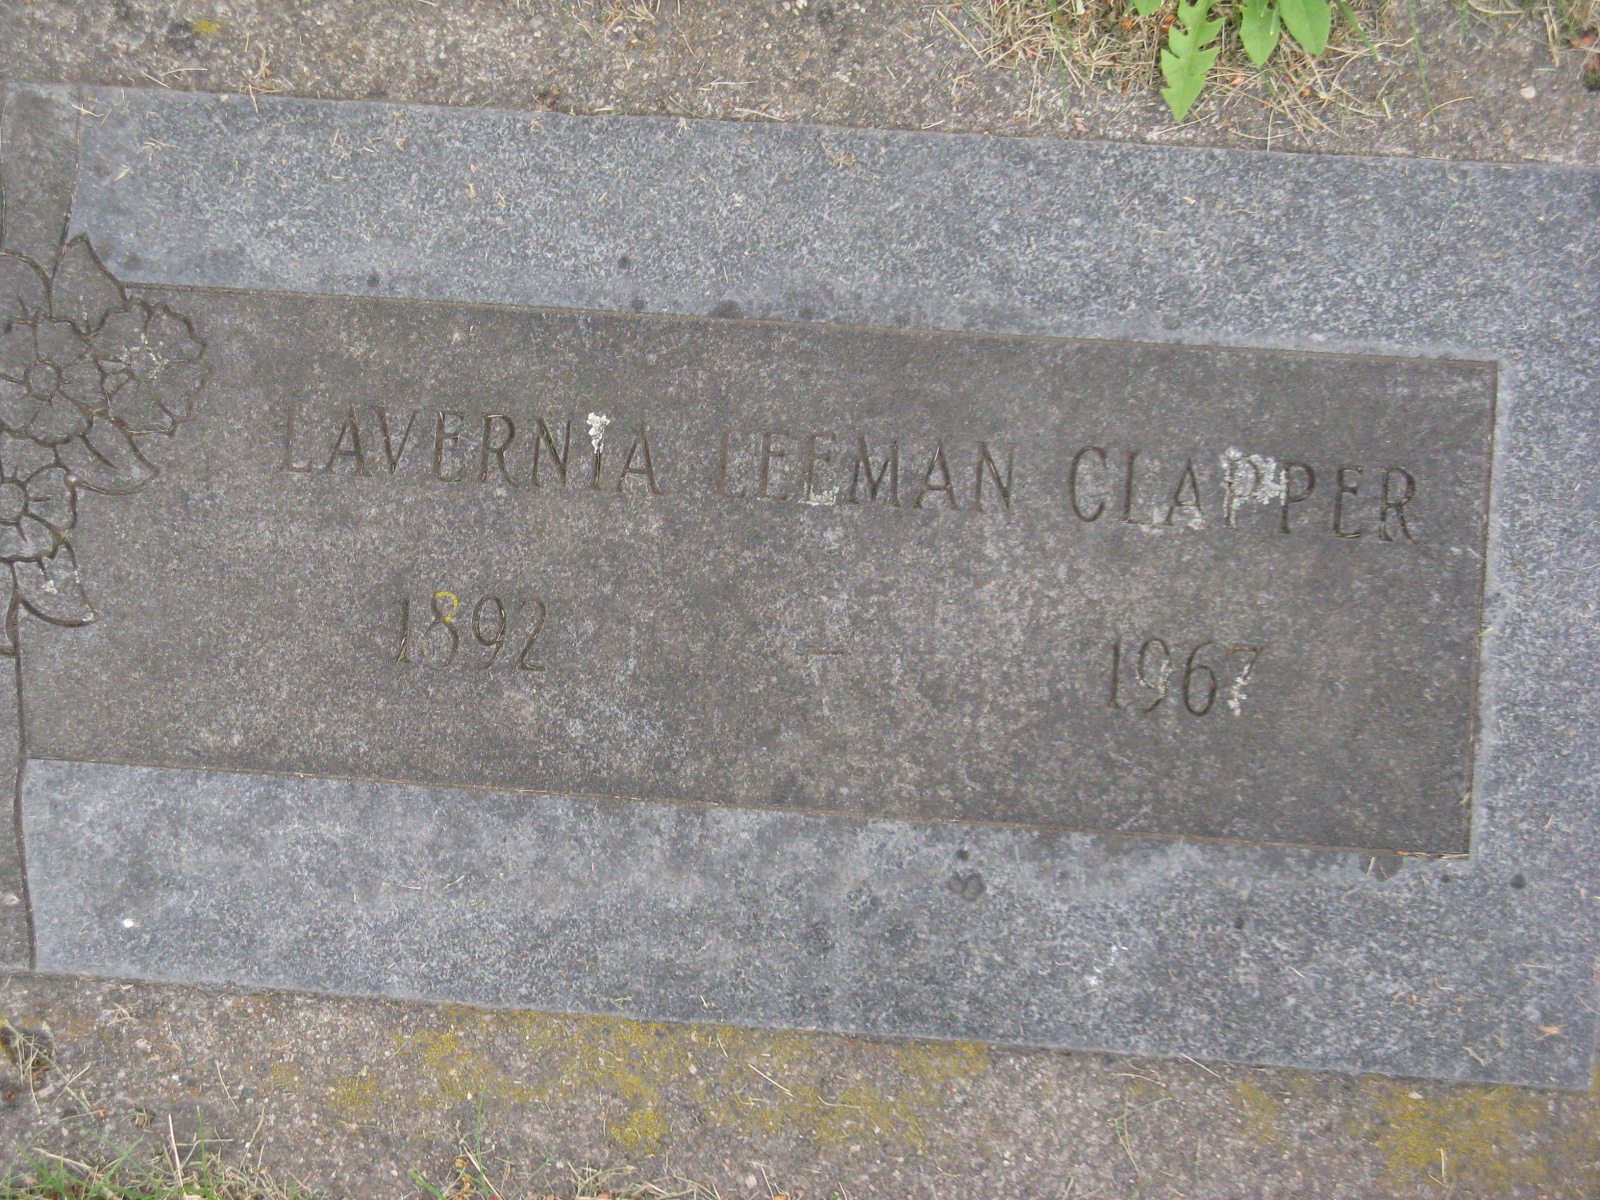 LAVERNIA LEEMAN CLAPPER
1892 - 1967